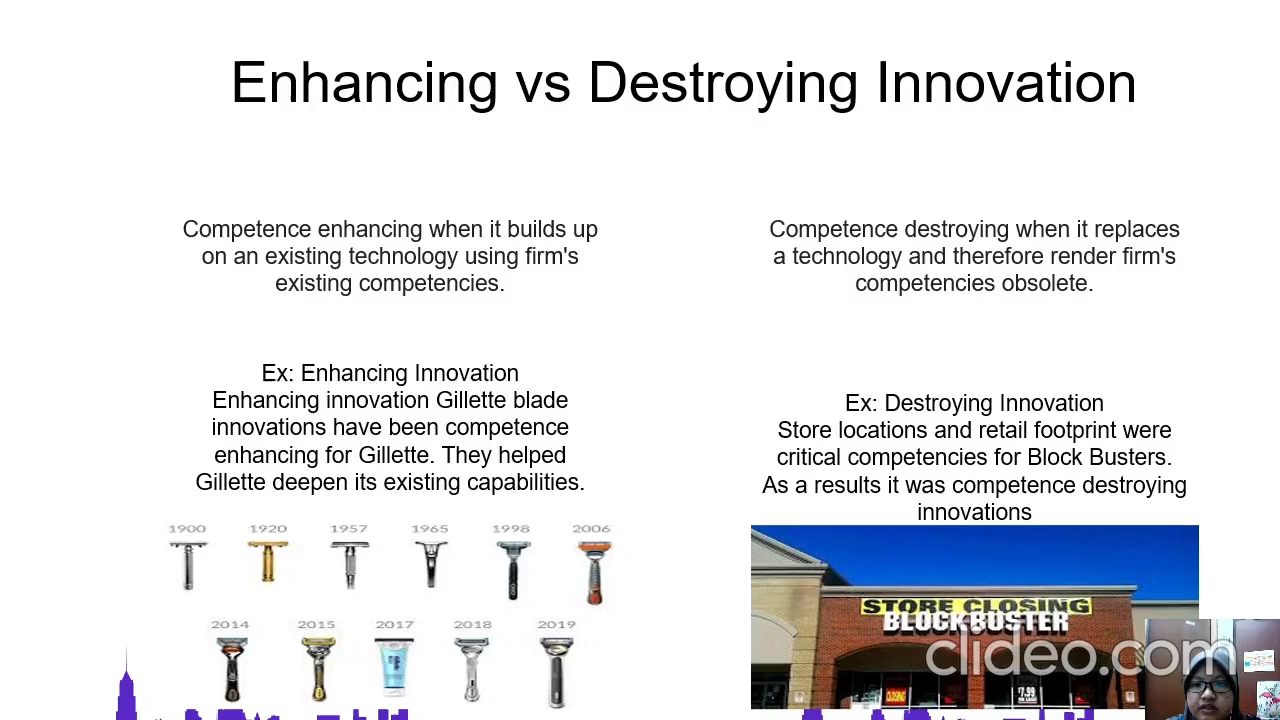 Enhancing vs Destroying Innovation
Competence enhancing when it builds up
on an existing technology using firm's
existing competencies.
Ex: Enhancing Innovation
Enhancing innovation Gillette blade
innovations have been competence
enhancing for Gillette. They helped
Gillette deepen its existing capabilities.
1900 1920 1957 1965 1998 2006
2014 2015 2017 2018 2019
Competence destroying when it replaces
a technology and therefore render firm's
competencies obsolete.
Ex: Destroying Innovation
Store locations and retail footprint were
critical competencies for Block Busters.
As a results it was competence destroying
innovations
STORE CLOSING
BLOCKBUSTER
clideo.com
CLOSING
7.99